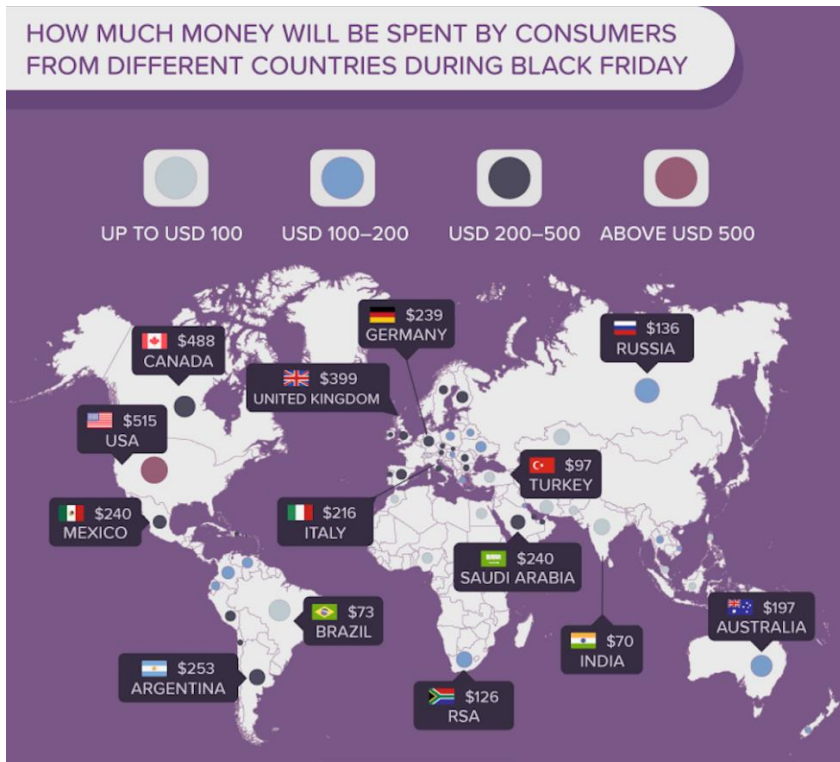 HOW MUCH MONEY WILL BE SPENT BY CONSUMERS
FROM DIFFERENT COUNTRIES DURING BLACK FRIDAY
UP TO USD 100
USD 100–200
USD 200–500
ABOVE USD 500
$239
GERMANY
$136
RUSSIA
$488
CANADA
$399
UNITED KINGDOM
$515
USA
$97
TURKEY
$240
MEXICO
$216
ITALY
$240
SAUDI ARABIA
$73
BRAZIL
$197
AUSTRALIA
$70
INDIA
$253
ARGENTINA
$126
RSA